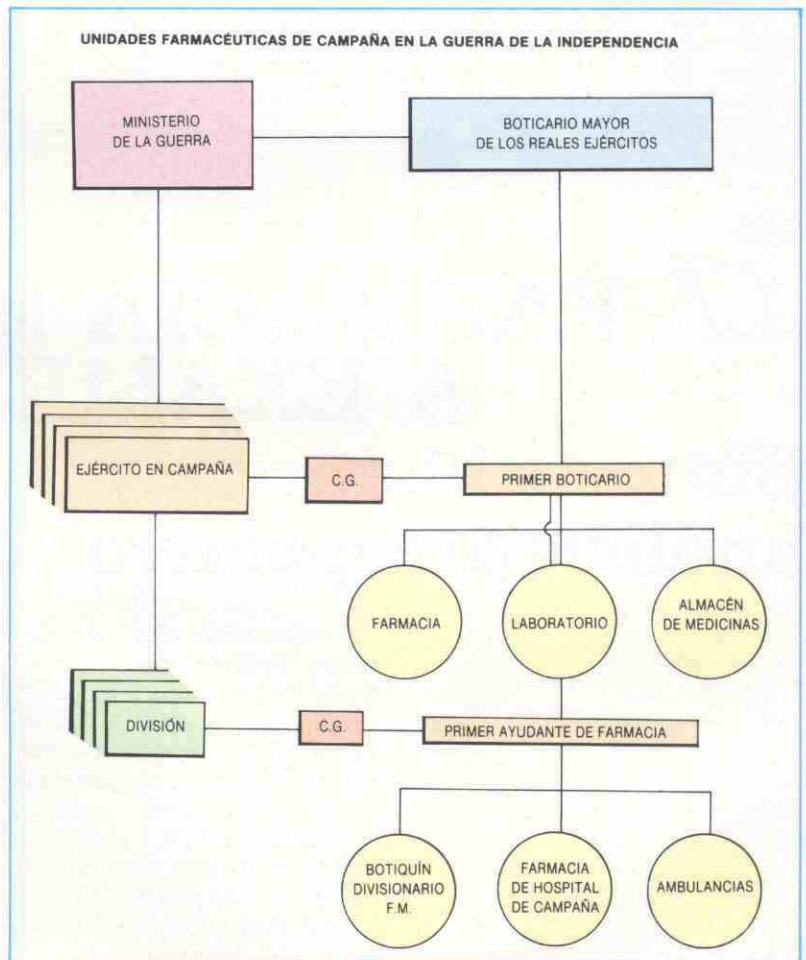 UNIDADES FARMACÉUTICAS DE CAMPAÑA EN LA GUERRA DE LA INDEPENDENCIA
MINISTERIO
DE LA GUERRA
BOTICARIO MAYOR
DE LOS REALES EJÉRCITOS
EJÉRCITO EN CAMPAÑA
C.G.
PRIMER BOTICARIO
FARMACIA
LABORATORIO
ALMACÉN
DE MEDICINAS
DIVISIÓN
C.G.
PRIMER AYUDANTE DE FARMACIA
BOTIQUÍN
DIVISIONARIO
F.M.
FARMACIA
DE HOSPITAL
DE CAMPAÑA
AMBULANCIAS